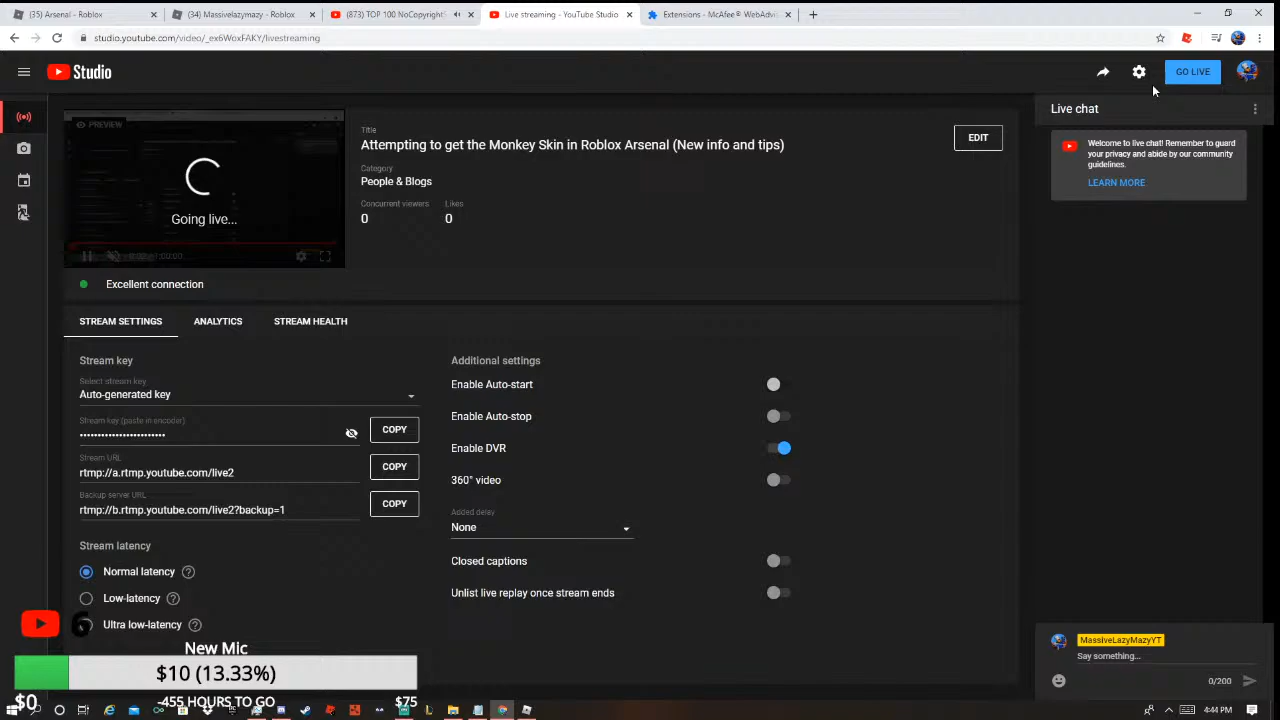 (35) Arsenal - Roblox
(34) Massivelazymazy - Roblox
(873) TOP 100 NoCopyright
Live streaming - YouTube Studio
Extensions - McAfee® WebAdvi
studio.youtube.com/video/_ex6WoxFAKY/livestreaming
Studio
GO LIVE
PREVIEW
Going live...
Title
Attempting to get the Monkey Skin in Roblox Arsenal (New info and tips)
EDIT
Category
People & Blogs
Concurrent viewers
Likes
0
0
Live chat
Welcome to live chat! Remember to guard
your privacy and abide by our community
guidelines.
LEARN MORE
Excellent connection
STREAM SETTINGS
ANALYTICS
STREAM HEALTH
Stream key
Select stream key
Auto-generated key
Stream key (paste in encoder)
COPY
Stream URL
rtmp://a.rtmp.youtube.com/live2
COPY
Backup server URL
rtmp://b.rtmp.youtube.com/live2?backup=1
COPY
Stream latency
Normal latency
Low-latency
Ultra low-latency
Additional settings
Enable Auto-start
Enable Auto-stop
Enable DVR
360° video
Added delay
None
Closed captions
Unlist live replay once stream ends
6
New Mic
$10 (13.33%)
$0
-455 HOURS TO GO
$75
MassiveLazyMazyYT
Say something...
0/200
4:44 PM